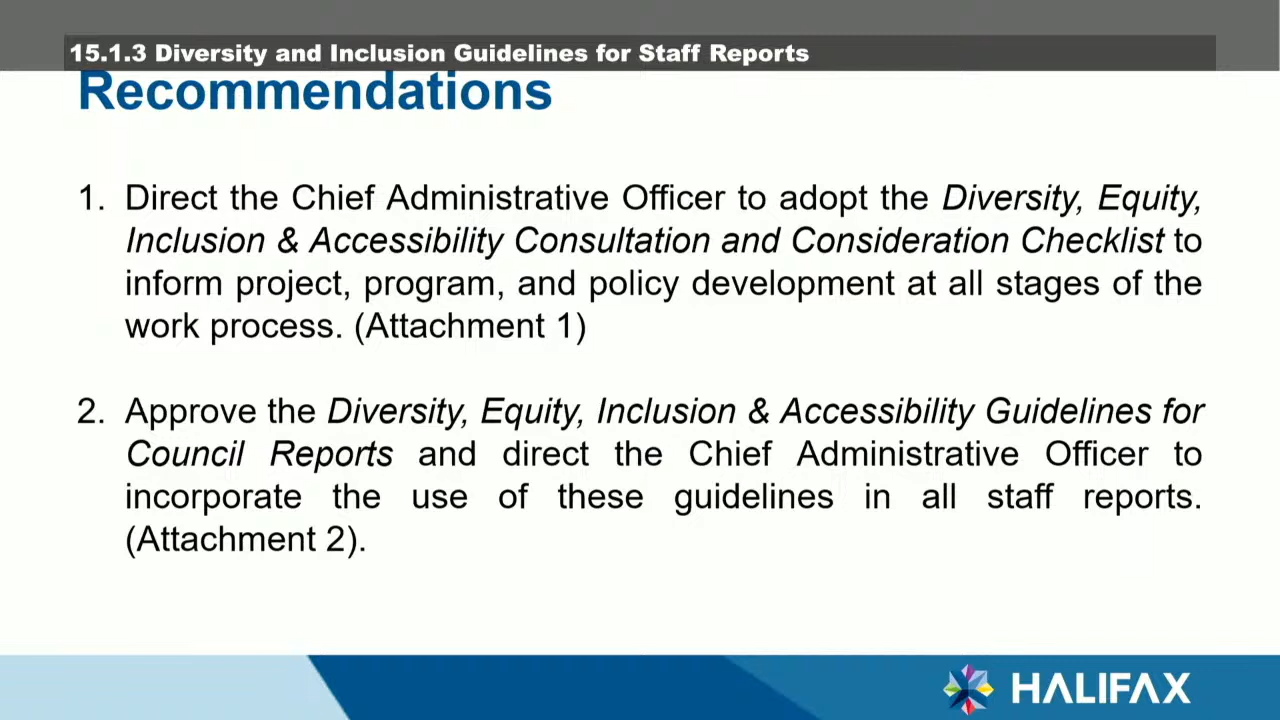 15.1.3 Diversity and Inclusion Guidelines for Staff Reports
Recommendations
1. Direct the Chief Administrative Officer to adopt the Diversity, Equity,
Inclusion & Accessibility Consultation and Consideration Checklist to
inform project, program, and policy development at all stages of the
work process. (Attachment 1)
2. Approve the Diversity, Equity, Inclusion & Accessibility Guidelines for
Council Reports and direct the Chief Administrative Officer to
incorporate the use of these guidelines in all staff reports.
(Attachment 2).
HALIFAX